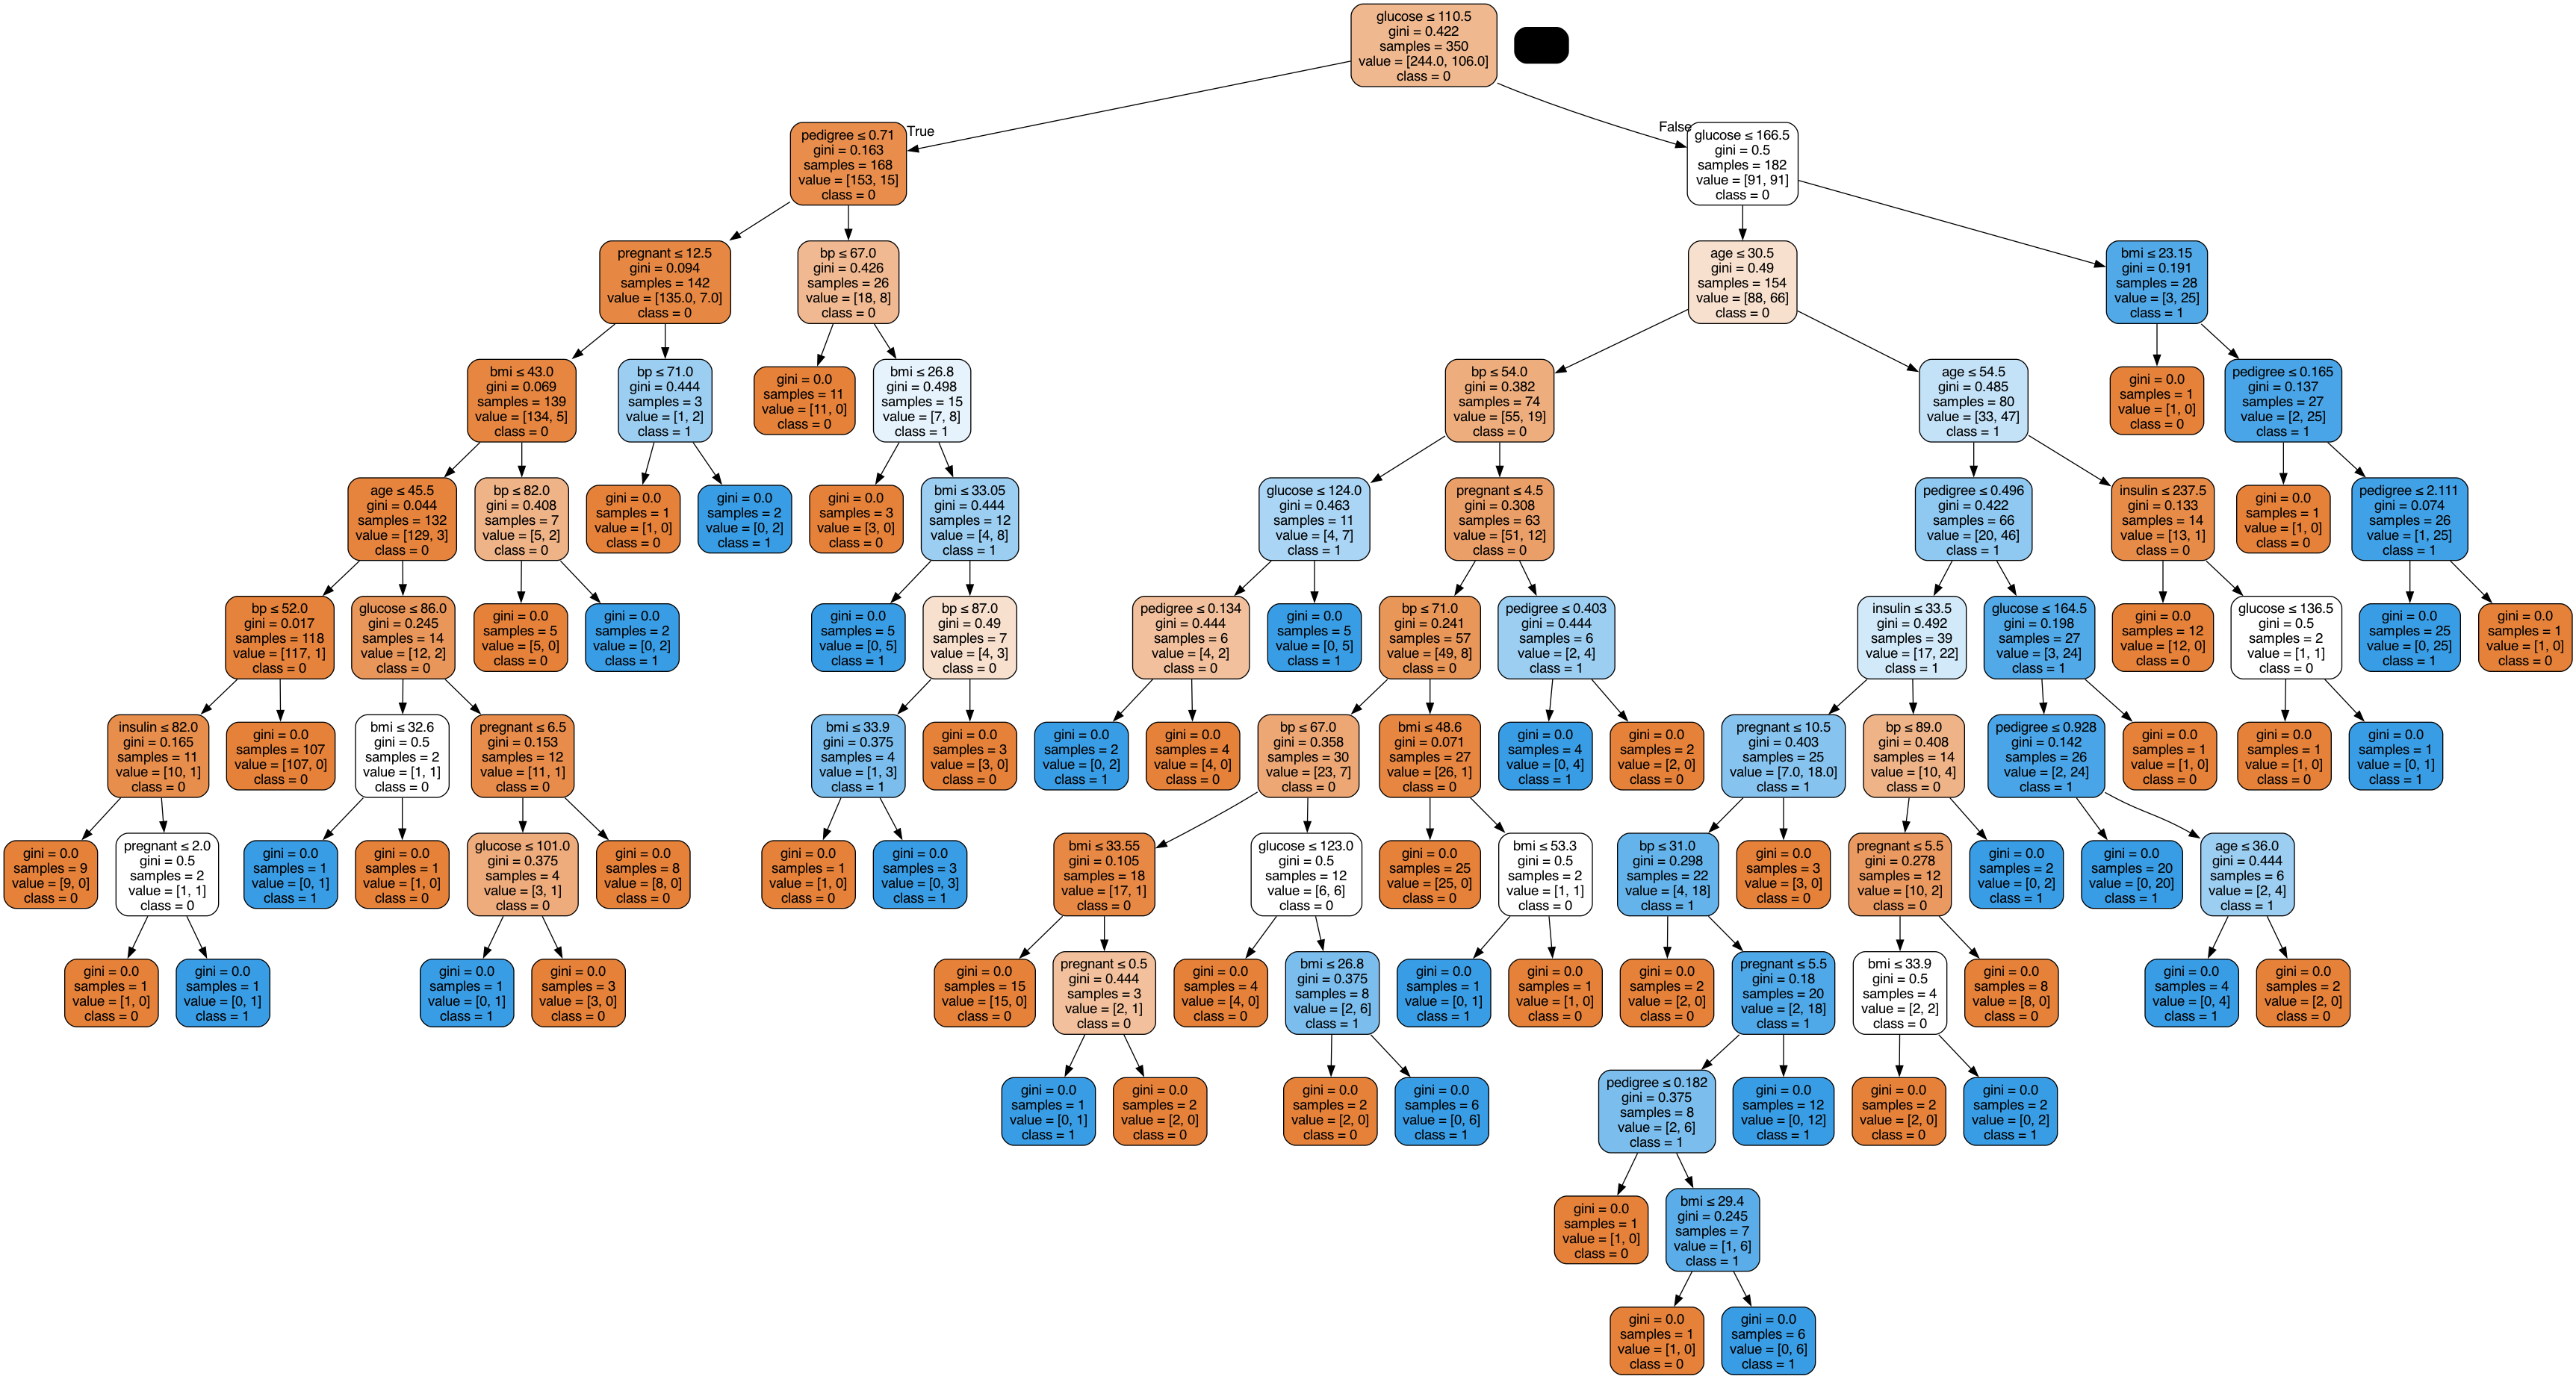 glucose ≤ 110.5
gini = 0.422
samples = 350
value = [244.0, 106.0]
class = 0
True
False
pedigree ≤ 0.71
gini = 0.163
samples = 168
value = [153, 15]
class = 0
glucose ≤ 166.5
gini = 0.5
samples = 182
value = [91, 91]
class = 0
pregnant ≤ 12.5
gini = 0.094
samples = 142
value = [135.0, 7.0]
class = 0
bp ≤ 67.0
gini = 0.426
samples = 26
value = [18, 8]
class = 0
age ≤ 30.5
gini = 0.49
samples = 154
value = [88, 66]
class = 0
bmi ≤ 23.15
gini = 0.191
samples = 28
value = [3, 25]
class = 1
bmi ≤ 43.0
gini = 0.069
samples = 139
value = [134, 5]
class = 0
bp ≤ 71.0
gini = 0.444
samples = 3
value = [1, 2]
class = 1
gini = 0.0
samples = 11
value = [11, 0]
class = 0
bmi ≤ 26.8
gini = 0.498
samples = 15
value = [7, 8]
class = 1
bp ≤ 54.0
gini = 0.382
samples = 74
value = [55, 19]
class = 0
age ≤ 54.5
gini = 0.485
samples = 80
value = [33, 47]
class = 1
gini = 0.0
samples = 1
value = [1, 0]
class = 0
pedigree ≤ 0.165
gini = 0.137
samples = 27
value = [2, 25]
class = 1
age ≤ 45.5
gini = 0.044
samples = 132
value = [129, 3]
class = 0
bp ≤ 82.0
gini = 0.408
samples = 7
value = [5, 2]
class = 0
gini = 0.0
samples = 1
value = [1, 0]
class = 0
gini = 0.0
samples = 2
value = [0, 2]
class = 1
gini = 0.0
samples = 3
value = [3, 0]
class = 0
bmi ≤ 33.05
gini = 0.444
samples = 12
value = [4, 8]
class = 1
glucose ≤ 124.0
gini = 0.463
samples = 11
value = [4, 7]
class = 1
pregnant ≤ 4.5
gini = 0.308
samples = 63
value = [51, 12]
class = 0
pedigree ≤ 0.496
gini = 0.422
samples = 66
value = [20, 46]
class = 1
insulin ≤ 237.5
gini = 0.133
samples = 14
value = [13, 1]
class = 0
gini = 0.0
samples = 1
value = [1, 0]
class = 0
pedigree ≤ 2.111
gini = 0.074
samples = 26
value = [1, 25]
class = 1
bp ≤ 52.0
gini = 0.017
samples = 118
value = [117, 1]
class = 0
glucose ≤ 86.0
gini = 0.245
samples = 14
value = [12, 2]
class = 0
gini = 0.0
samples = 5
value = [5, 0]
class = 0
gini = 0.0
samples = 2
value = [0, 2]
class = 1
gini = 0.0
samples = 5
value = [0, 5]
class = 1
bp ≤ 87.0
gini = 0.49
samples = 7
value = [4, 3]
class = 0
pedigree ≤ 0.134
gini = 0.444
samples = 6
value = [4, 2]
class = 0
gini = 0.0
samples = 5
value = [0, 5]
class = 1
bp ≤ 71.0
gini = 0.241
samples = 57
value = [49, 8]
class = 0
pedigree ≤ 0.403
gini = 0.444
samples = 6
value = [2, 4]
class = 1
insulin ≤ 33.5
gini = 0.492
samples = 39
value = [17, 22]
class = 1
glucose ≤ 164.5
gini = 0.198
samples = 27
value = [3, 24]
class = 1
gini = 0.0
samples = 12
value = [12, 0]
class = 0
glucose ≤ 136.5
gini = 0.5
samples = 2
value = [1, 1]
class = 0
gini = 0.0
samples = 25
value = [0, 25]
class = 1
gini = 0.0
samples = 1
value = [1, 0]
class = 0
insulin ≤ 82.0
gini = 0.165
samples = 11
value = [10, 1]
class = 0
gini = 0.0
samples = 107
value = [107, 0]
class = 0
bmi ≤ 32.6
gini = 0.5
samples = 2
value = [1, 1]
class = 0
pregnant ≤ 6.5
gini = 0.153
samples = 12
value = [11, 1]
class = 0
bmi ≤ 33.9
gini = 0.375
samples = 4
value = [1, 3]
class = 1
gini = 0.0
samples = 3
value = [3, 0]
class = 0
gini = 0.0
samples = 2
value = [0, 2]
class = 1
gini = 0.0
samples = 4
value = [4, 0]
class = 0
bp ≤ 67.0
gini = 0.358
samples = 30
value = [23, 7]
class = 0
bmi ≤ 48.6
gini = 0.071
samples = 27
value = [26, 1]
class = 0
gini = 0.0
samples = 4
value = [0, 4]
class = 1
gini = 0.0
samples = 2
value = [2, 0]
class = 0
pregnant ≤ 10.5
gini = 0.403
samples = 25
value = [7.0, 18.0]
class = 1
bp ≤ 89.0
gini = 0.408
samples = 14
value = [10, 4]
class = 0
pedigree ≤ 0.928
gini = 0.142
samples = 26
value = [2, 24]
class = 1
gini = 0.0
samples = 1
value = [1, 0]
class = 0
gini = 0.0
samples = 1
value = [1, 0]
class = 0
gini = 0.0
samples = 1
value = [0, 1]
class = 1
gini = 0.0
samples = 9
value = [9, 0]
class = 0
pregnant ≤ 2.0
gini = 0.5
samples = 2
value = [1, 1]
class = 0
gini = 0.0
samples = 1
value = [0, 1]
class = 1
gini = 0.0
samples = 1
value = [1, 0]
class = 0
glucose ≤ 101.0
gini = 0.375
samples = 4
value = [3, 1]
class = 0
gini = 0.0
samples = 8
value = [8, 0]
class = 0
gini = 0.0
samples = 1
value = [1, 0]
class = 0
gini = 0.0
samples = 3
value = [0, 3]
class = 1
bmi ≤ 33.55
gini = 0.105
samples = 18
value = [17, 1]
class = 0
glucose ≤ 123.0
gini = 0.5
samples = 12
value = [6, 6]
class = 0
gini = 0.0
samples = 25
value = [25, 0]
class = 0
bmi ≤ 53.3
gini = 0.5
samples = 2
value = [1, 1]
class = 0
bp ≤ 31.0
gini = 0.298
samples = 22
value = [4, 18]
class = 1
gini = 0.0
samples = 3
value = [3, 0]
class = 0
pregnant ≤ 5.5
gini = 0.278
samples = 12
value = [10, 2]
class = 0
gini = 0.0
samples = 2
value = [0, 2]
class = 1
gini = 0.0
samples = 20
value = [0, 20]
class = 1
age ≤ 36.0
gini = 0.444
samples = 6
value = [2, 4]
class = 1
gini = 0.0
samples = 1
value = [1, 0]
class = 0
gini = 0.0
samples = 1
value = [0, 1]
class = 1
gini = 0.0
samples = 1
value = [0, 1]
class = 1
gini = 0.0
samples = 3
value = [3, 0]
class = 0
gini = 0.0
samples = 15
value = [15, 0]
class = 0
pregnant ≤ 0.5
gini = 0.444
samples = 3
value = [2, 1]
class = 0
gini = 0.0
samples = 4
value = [4, 0]
class = 0
bmi ≤ 26.8
gini = 0.375
samples = 8
value = [2, 6]
class = 1
gini = 0.0
samples = 1
value = [0, 1]
class = 1
gini = 0.0
samples = 1
value = [1, 0]
class = 0
gini = 0.0
samples = 2
value = [2, 0]
class = 0
pregnant ≤ 5.5
gini = 0.18
samples = 20
value = [2, 18]
class = 1
bmi ≤ 33.9
gini = 0.5
samples = 4
value = [2, 2]
class = 0
gini = 0.0
samples = 8
value = [8, 0]
class = 0
gini = 0.0
samples = 4
value = [0, 4]
class = 1
gini = 0.0
samples = 2
value = [2, 0]
class = 0
gini = 0.0
samples = 1
value = [0, 1]
class = 1
gini = 0.0
samples = 2
value = [2, 0]
class = 0
gini = 0.0
samples = 2
value = [2, 0]
class = 0
gini = 0.0
samples = 6
value = [0, 6]
class = 1
pedigree ≤ 0.182
gini = 0.375
samples = 8
value = [2, 6]
class = 1
gini = 0.0
samples = 12
value = [0, 12]
class = 1
gini = 0.0
samples = 2
value = [2, 0]
class = 0
gini = 0.0
samples = 2
value = [0, 2]
class = 1
gini = 0.0
samples = 1
value = [1, 0]
class = 0
bmi ≤ 29.4
gini = 0.245
samples = 7
value = [1, 6]
class = 1
gini = 0.0
samples = 1
value = [1, 0]
class = 0
gini = 0.0
samples = 6
value = [0, 6]
class = 1